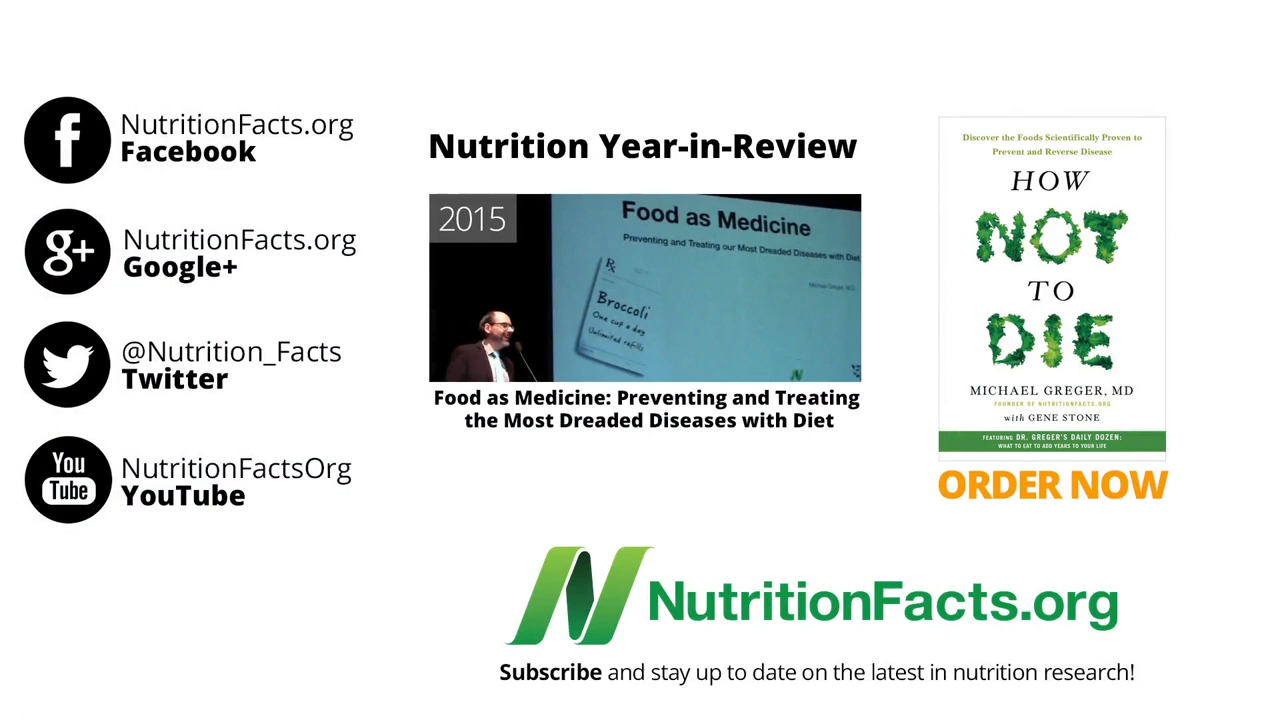 NutritionFacts.org
Facebook
g+
NutritionFacts.org
Google+
@Nutrition_Facts
Twitter
You
Tube
NutritionFactsOrg
YouTube
Nutrition Year-in-Review
2015
Food as Medicine
Preventing and Treating our Most Dreaded Diseases with Diet
Michael Greger, M.D.
Rx
Broccoli
One cup a day
Unlimited refills
Food as Medicine: Preventing and Treating
the Most Dreaded Diseases with Diet
Discover the Foods Scientifically Proven to
Prevent and Reverse Disease
HOW
NOT
TO
DIE
MICHAEL GREGER, MD
FOUNDER OF NUTRITIONFACTS.ORG
with GENE STONE
FEATURING DR. GREGER'S DAILY DOZEN:
WHAT TO EAT TO ADD YEARS TO YOUR LIFE
ORDER NOW
NutritionFacts.org
Subscribe and stay up to date on the latest in nutrition research!